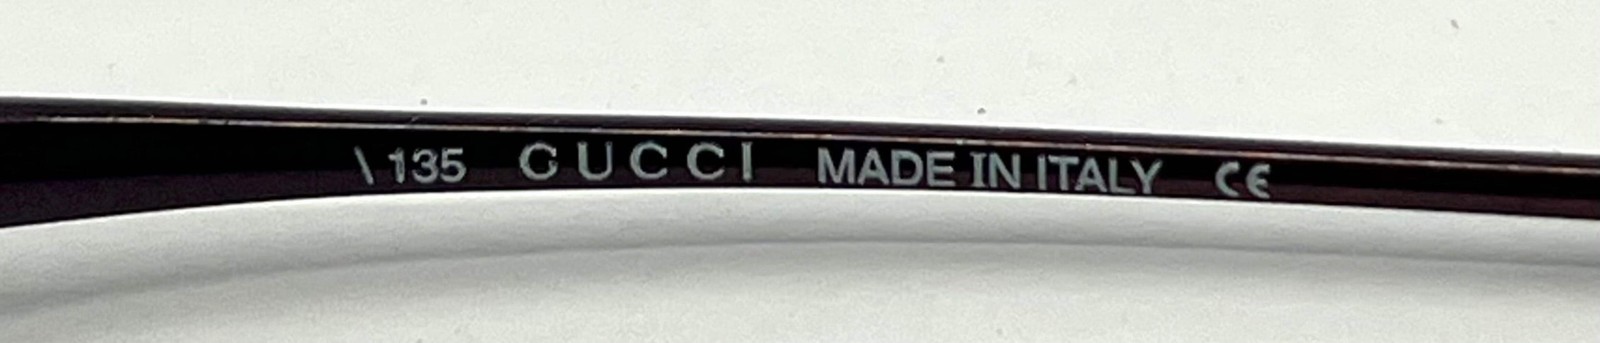 \ 135 GUCCI MADE IN ITALY CE